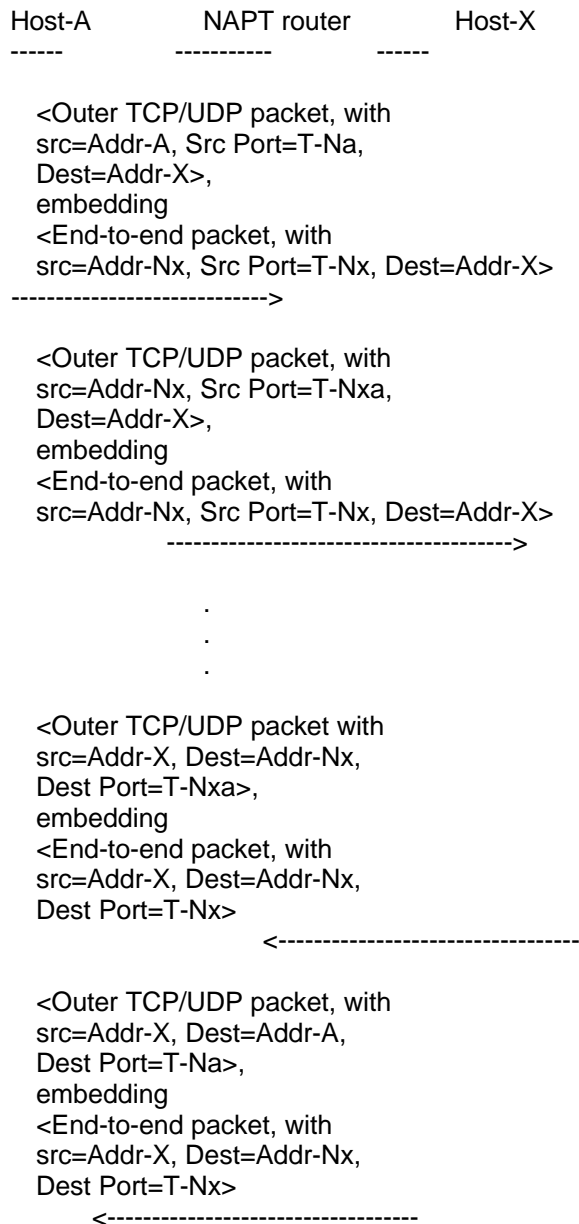 Host-A NAPT router Host-X
------ ----------- ------
<Outer TCP/UDP packet, with
src=Addr-A, Src Port=T-Na,
Dest=Addr-X>,
embedding
<End-to-end packet, with
src=Addr-Nx, Src Port=T-Nx, Dest=Addr-X>
----------------------------->
<Outer TCP/UDP packet, with
src=Addr-Nx, Src Port=T-Nxa,
Dest=Addr-X>,
embedding
<End-to-end packet, with
src=Addr-Nx, Src Port=T-Nx, Dest=Addr-X>
--------------------------------------->
.
.
.
<Outer TCP/UDP packet with
src=Addr-X, Dest=Addr-Nx,
Dest Port=T-Nxa>,
embedding
<End-to-end packet, with
src=Addr-X, Dest=Addr-Nx,
Dest Port=T-Nx>
<----------------------------------
<Outer TCP/UDP packet, with
src=Addr-X, Dest=Addr-A,
Dest Port=T-Na>,
embedding
<End-to-end packet, with
src=Addr-X, Dest=Addr-Nx,
Dest Port=T-Nx>
<-----------------------------------